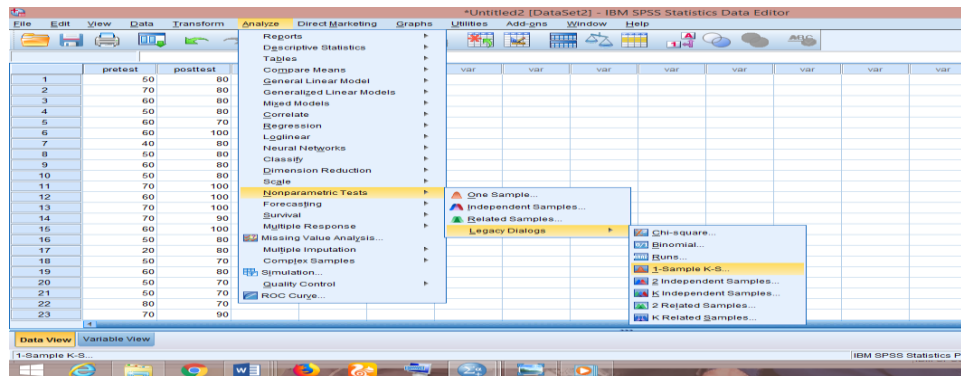 *Untitled2 [DataSet2] - IBM SPSS Statistics Data Editor
File Edit View Data Transform Analyze Direct Marketing Graphs Utilities Add-ons Window Help
pretest posttest var var var var var var var
1 50 80
2 70 80
3 60 80
4 50 80
5 60 70
6 60 100
7 40 80
8 50 80
9 60 80
10 50 80
11 70 100
12 60 100
13 70 100
14 70 90
15 60 100
16 50 80
17 20 80
18 50 70
19 60 80
20 50 70
21 50 70
22 80 70
23 70 90
Reports
Descriptive Statistics
Tables
Compare Means
General Linear Model
Generalized Linear Models
Mixed Models
Correlate
Regression
Loglinear
Neural Networks
Classify
Dimension Reduction
Scale
Nonparametric Tests
Forecasting
Survival
Multiple Response
Missing Value Analysis...
Multiple Imputation
Complex Samples
Simulation...
Quality Control
ROC Curve...
One Sample...
Independent Samples...
Related Samples...
Legacy Dialogs
Chi-square...
Binomial...
Runs...
1-Sample K-S...
2 Independent Samples...
K Independent Samples...
2 Related Samples...
K Related Samples...
Data View Variable View
1-Sample K-S...
IBM SPSS Statistics P